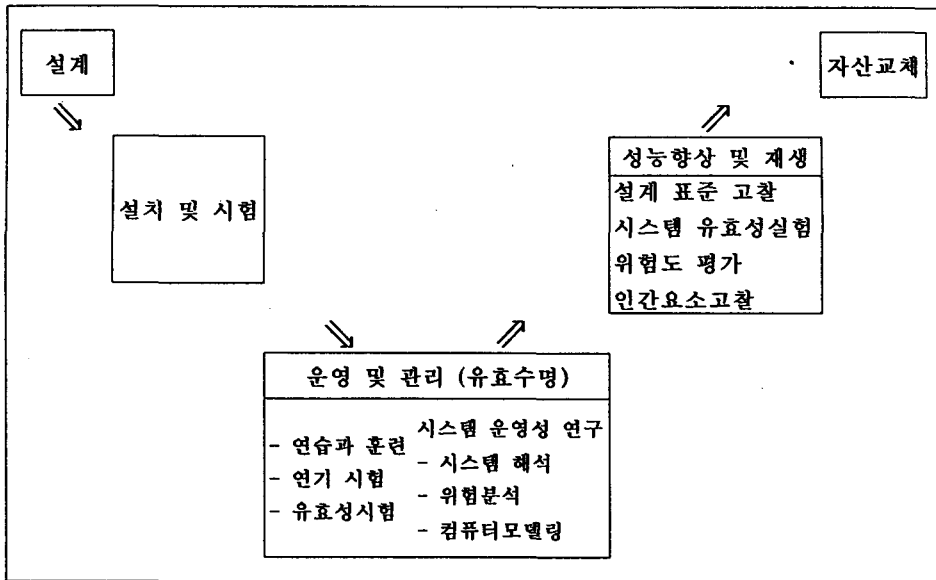 설계
설치 및 시험
운영 및 관리 (유효수명)
- 연습과 훈련
- 연기 시험
- 유효성시험
시스템 운영성 연구
- 시스템 해석
- 위험분석
- 컴퓨터모델링
성능향상 및 재생
설계 표준 고찰
시스템 유효성실험
위험도 평가
인간요소고찰
자산교체